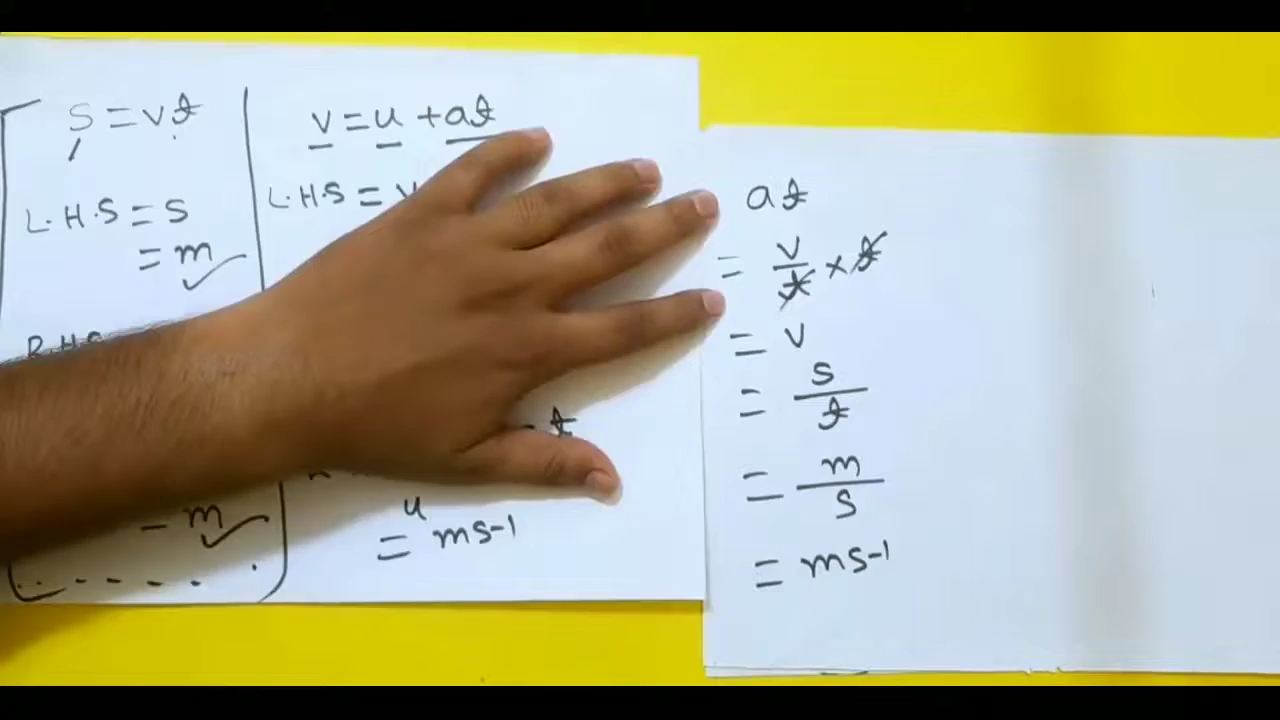 S = vt
L.H.S = s
= m
R.H.S
= m
v = u + at
L.H.S = v
t
u
= ms-1
at
= v/t × t
= v
= s/t
= m/s
= ms-1